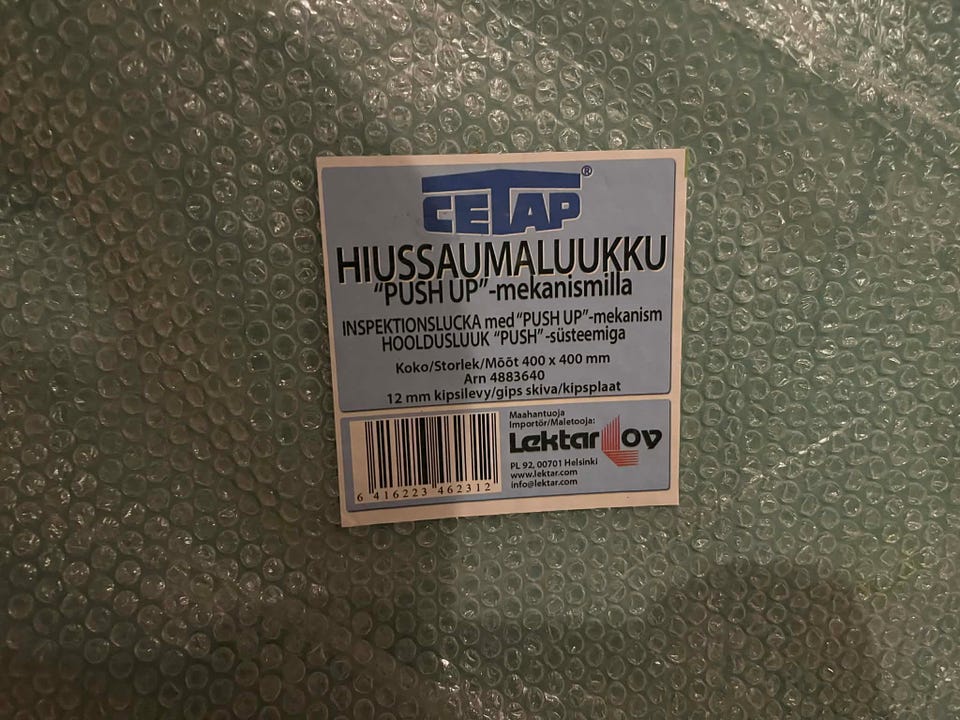 CETAP®
HIUSSAUMALUUKKU
"PUSH UP"-mekanismilla
INSPEKTIONSLUCKA med "PUSH UP"-mekanism
HOOLDUSLUUK "PUSH"-süsteemiga
Koko/Storlek/Mõõt 400 x 400 mm
Arn 4883640
12 mm kipsilevy/gips skiva/kipsplaat
Maahantuoja
Importör/Maletooja:
Lektar Oy
PL 92, 00701 Helsinki
www.lektar.com
info@lektar.com
6 416223 462312